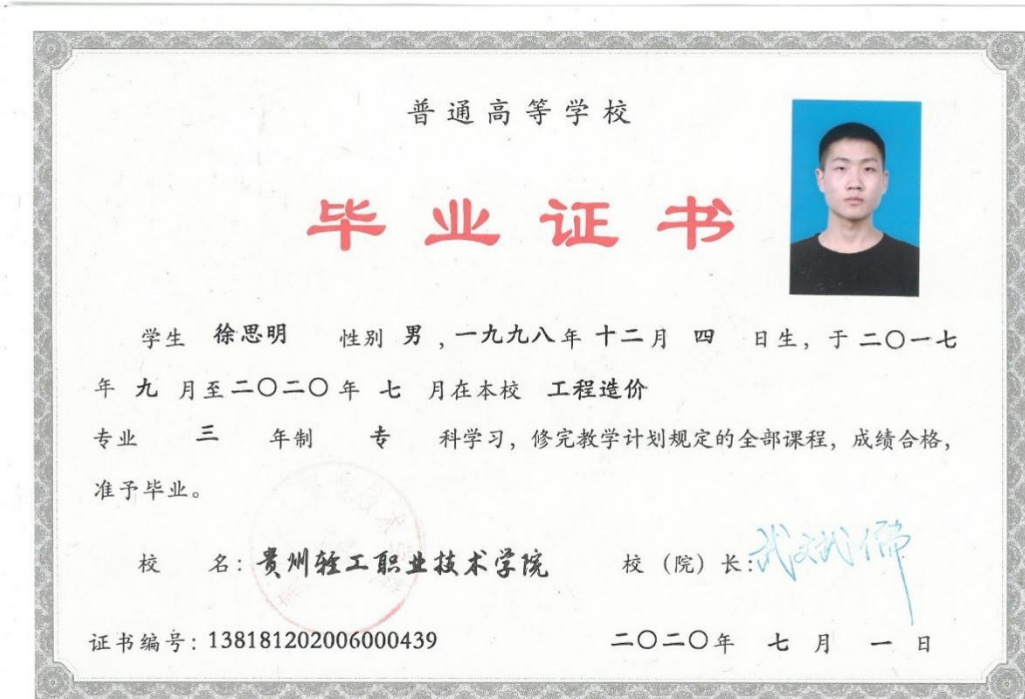 普通高等学校
毕业证书
学生 徐思明 性别 男，一九九八年 十二月 四 日生，于二〇一七
年 九 月至二〇二〇年 七 月在本校 工程造价
专业 三 年制 专 科学习，修完教学计划规定的全部课程，成绩合格，
准予毕业。
校 名：贵州轻工职业技术学院 校（院）长：
证书编号：138181202006000439 二〇二〇年 七 月 一 日